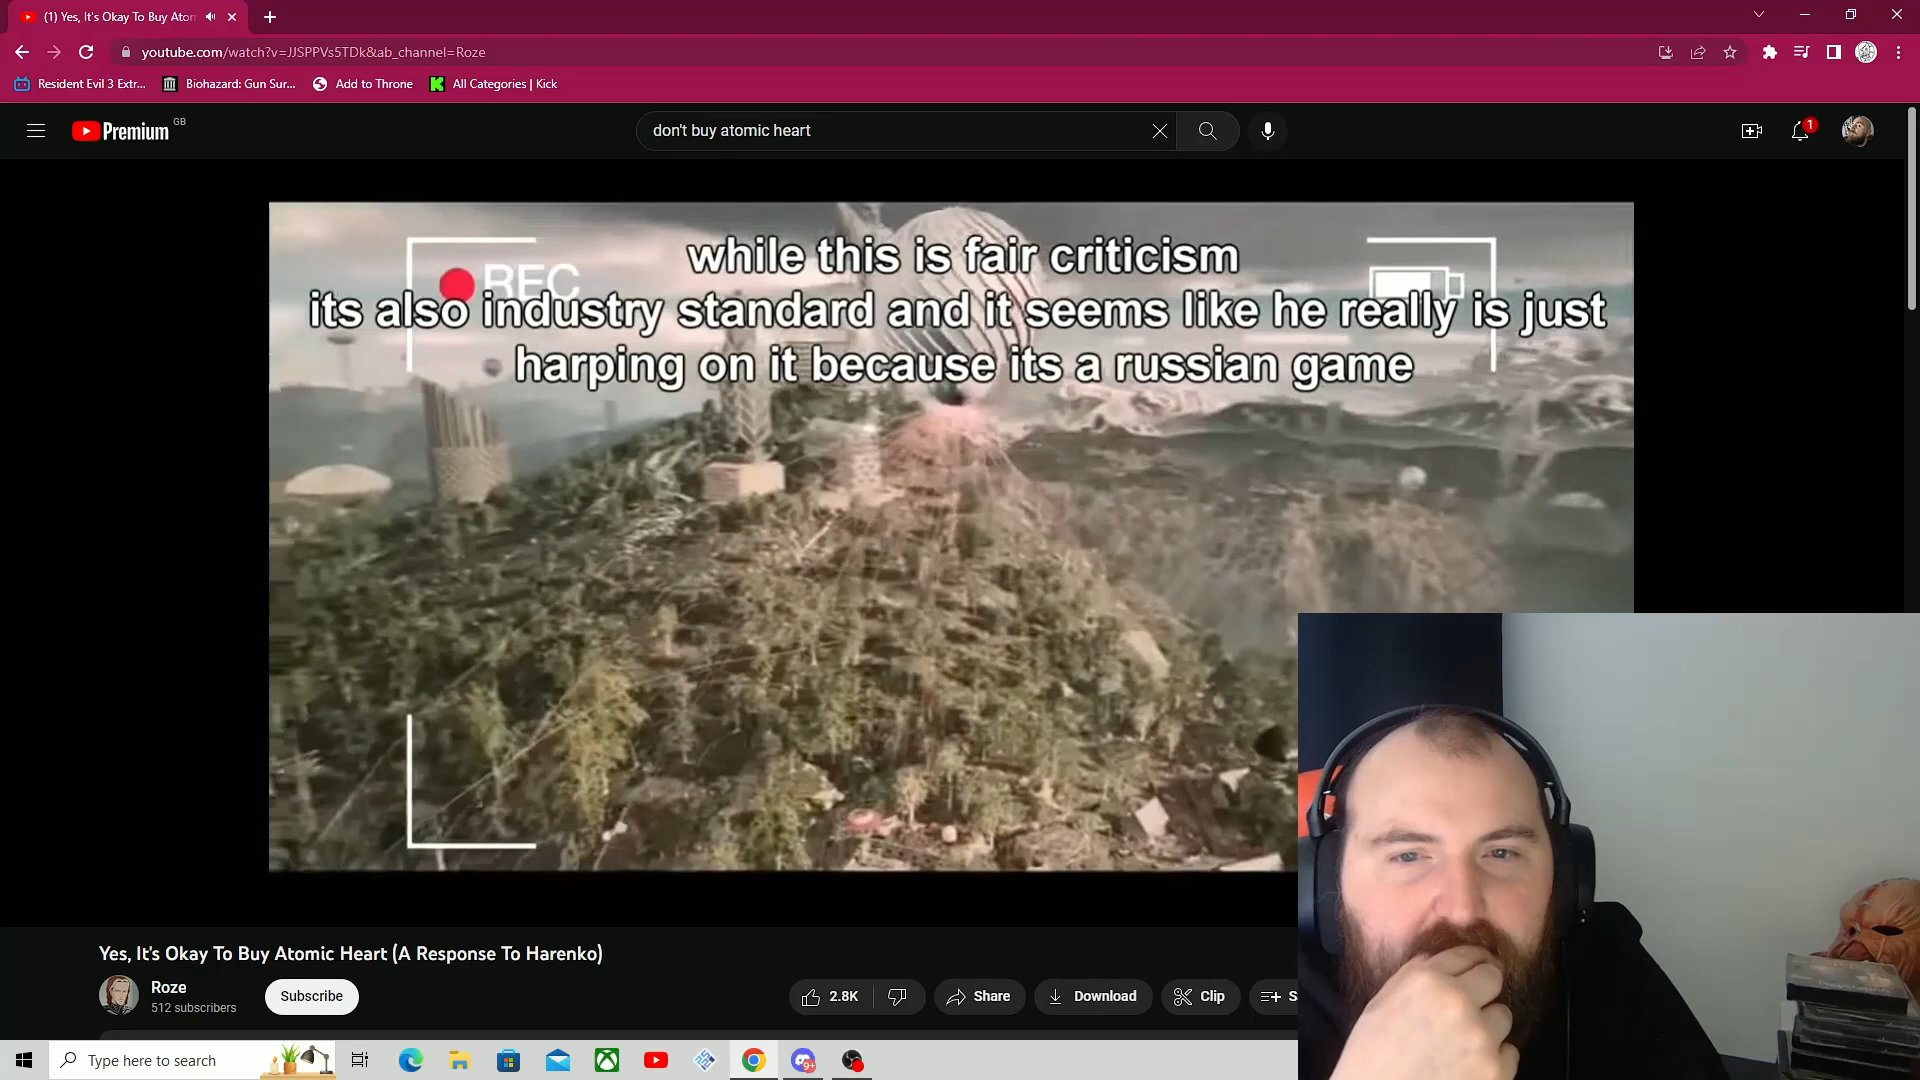 (1) Yes, It's Okay To Buy Atom
youtube.com/watch?v=JJSPPVs5TDk&ab_channel=Roze
Resident Evil 3 Extr...
Biohazard: Gun Sur...
Add to Throne
All Categories | Kick
Premium GB
don't buy atomic heart
1
REC
while this is fair criticism
its also industry standard and it seems like he really is just
harping on it because its a russian game
Yes, It's Okay To Buy Atomic Heart (A Response To Harenko)
Roze
512 subscribers
Subscribe
2.8K
Share
Download
Clip
S
Type here to search
9+